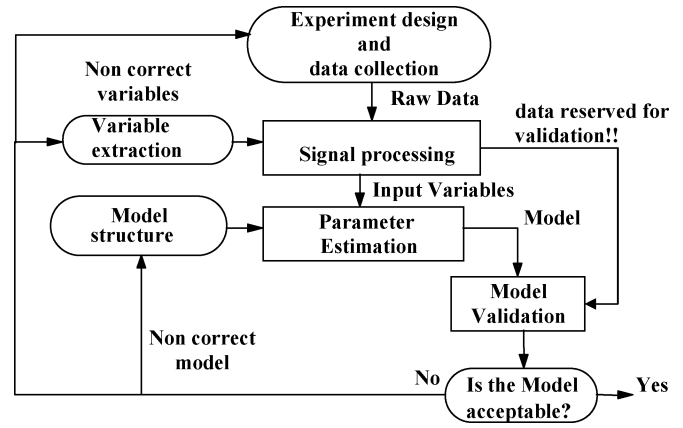 Experiment design
and
data collection
Non correct
variables
Raw Data
data reserved for
validation!!
Variable
extraction
Signal processing
Input Variables
Model
structure
Parameter
Estimation
Model
Model
Validation
Non correct
model
No
Is the Model
acceptable?
Yes